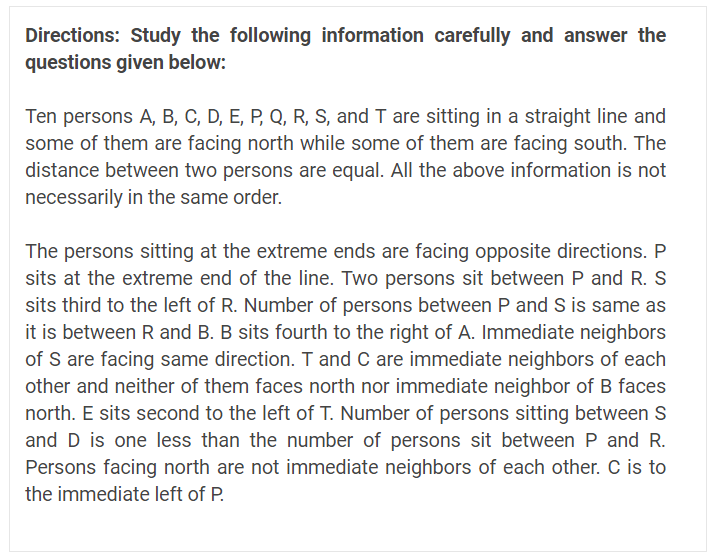 Directions: Study the following information carefully and answer the
questions given below:
Ten persons A, B, C, D, E, P, Q, R, S, and T are sitting in a straight line and
some of them are facing north while some of them are facing south. The
distance between two persons are equal. All the above information is not
necessarily in the same order.
The persons sitting at the extreme ends are facing opposite directions. P
sits at the extreme end of the line. Two persons sit between P and R. S
sits third to the left of R. Number of persons between P and S is same as
it is between R and B. B sits fourth to the right of A. Immediate neighbors
of S are facing same direction. T and C are immediate neighbors of each
other and neither of them faces north nor immediate neighbor of B faces
north. E sits second to the left of T. Number of persons sitting between S
and D is one less than the number of persons sit between P and R.
Persons facing north are not immediate neighbors of each other. C is to
the immediate left of P.